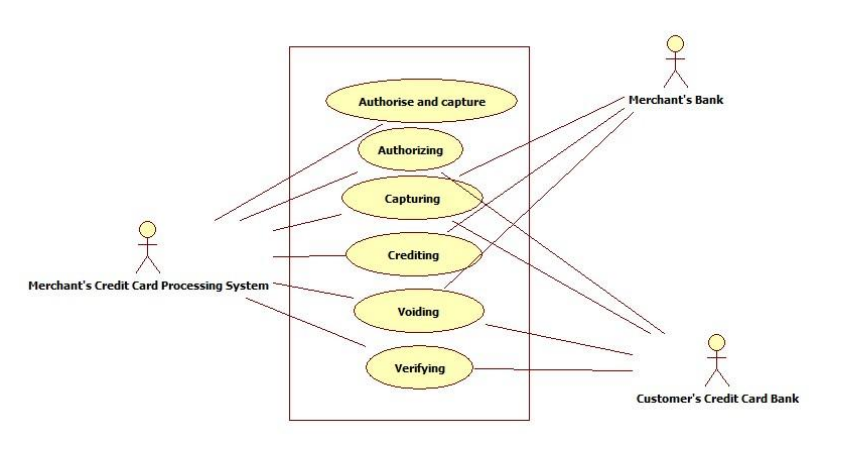 Merchant's Bank
Authorise and capture
Authorizing
Capturing
Crediting
Merchant's Credit Card Processing System
Voiding
Verifying
Customer's Credit Card Bank